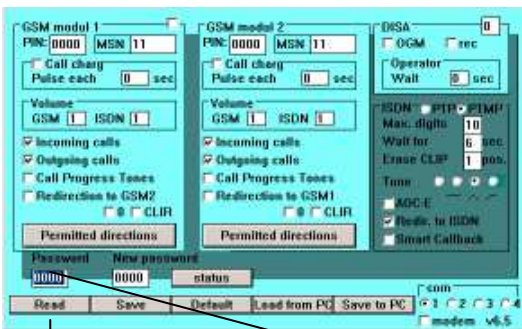 GSM modul 1
PIN: 0000 MSN 11
Call charg
Pulse each 0 sec
Volume
GSM 1 ISDN 1
Incoming calls
Outgoing calls
Call Progress Tones
Redirection to GSM2
0 CLIR
Permitted directions
GSM modul 2
PIN: 0000 MSN 11
Call charg
Pulse each 0 sec
Volume
GSM 1 ISDN 1
Incoming calls
Outgoing calls
Call Progress Tones
Redirection to GSM1
0 CLIR
Permitted directions
DISA 0
OGM rec
Operator
Wait 0 sec
ISDN PTP PTMP
Max. digits 10
Wait for 6 sec
Erase CLIP 1 pos.
Tone
AOC-E
Redir. to ISDN
Smart Callback
Password New password
0000 0000 status
Read Save Default Load from PC Save to PC
com
1 2 3 4
modem v6.5